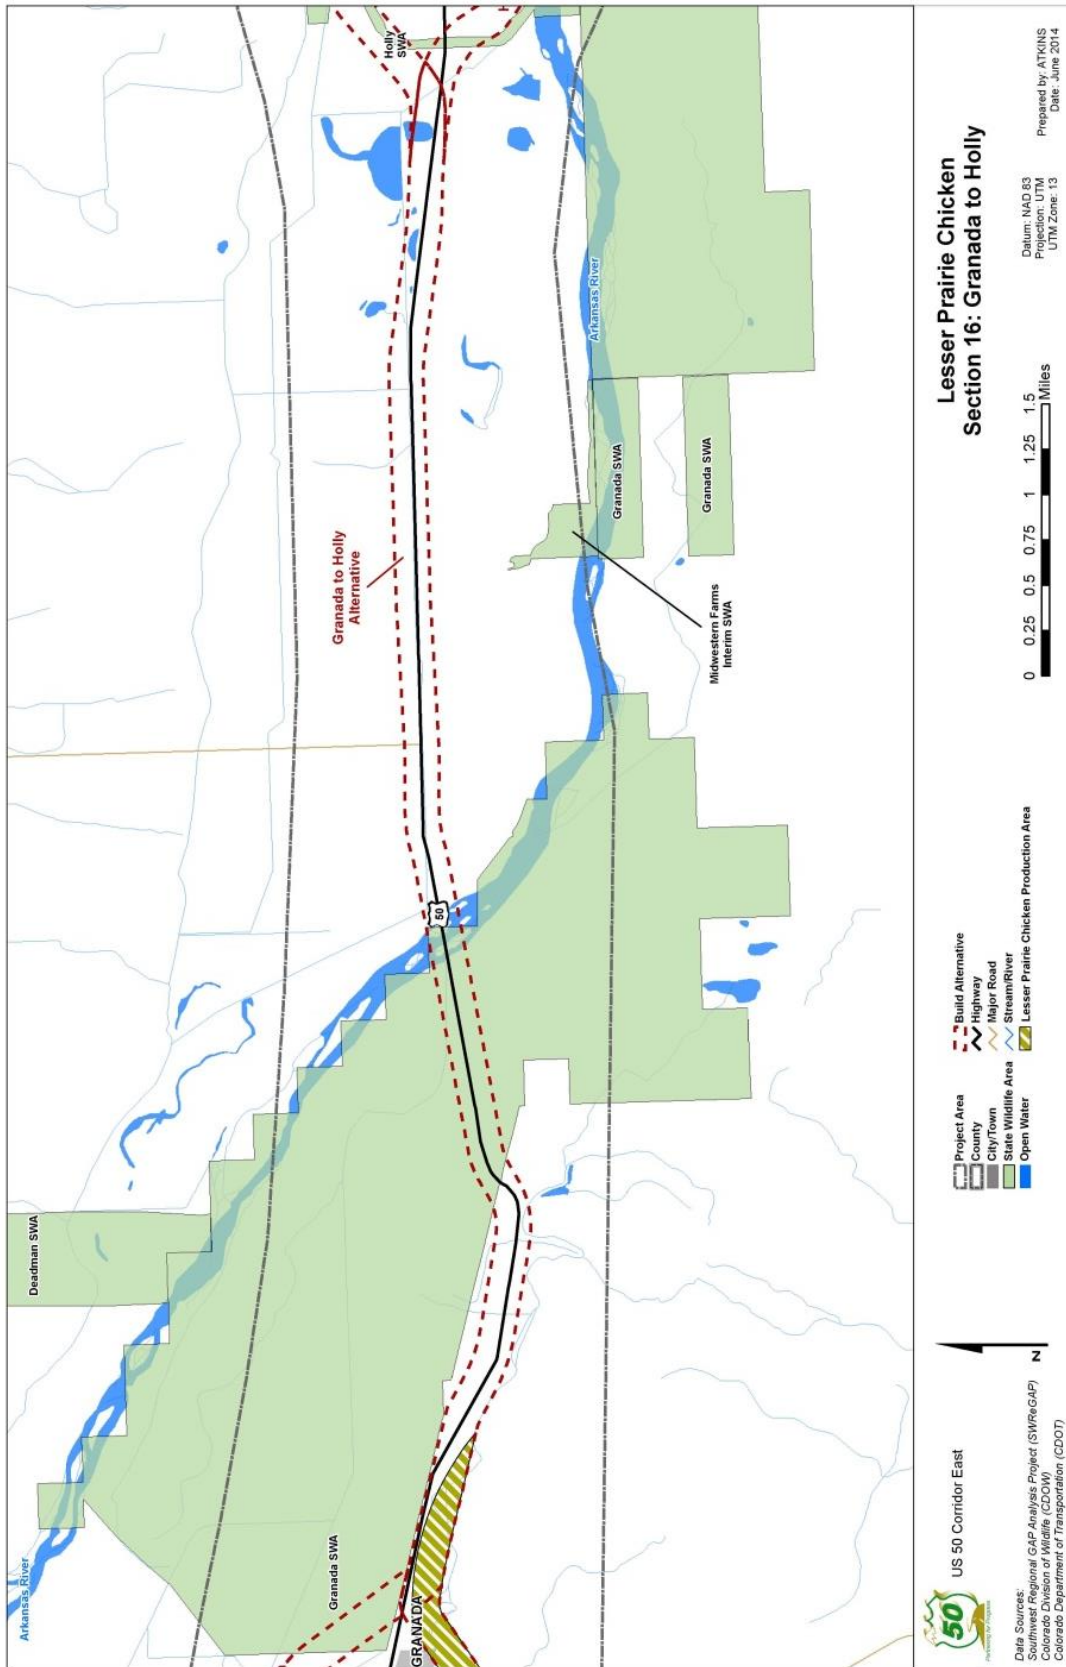 Arkansas River
Deadman SWA
Granada SWA
GRANADA
50
Granada to Holly
Alternative
Holly
SWA
Arkansas River
Granada SWA
Granada SWA
Midwestern Farms
Interim SWA
50
Partnering for Progress
US 50 Corridor East
Data Sources:
Southwest Regional GAP Analysis Project (SWReGAP)
Colorado Division of Wildlife (CDOW)
Colorado Department of Transportation (CDOT)
N
Project Area
County
City/Town
State Wildlife Area
Open Water
Build Alternative
Highway
Major Road
Stream/River
Lesser Prairie Chicken Production Area
Lesser Prairie Chicken
Section 16: Granada to Holly
0 0.25 0.5 0.75 1 1.25 1.5
Miles
Datum: NAD 83
Projection: UTM
UTM Zone: 13
Prepared by: ATKINS
Date: June 2014